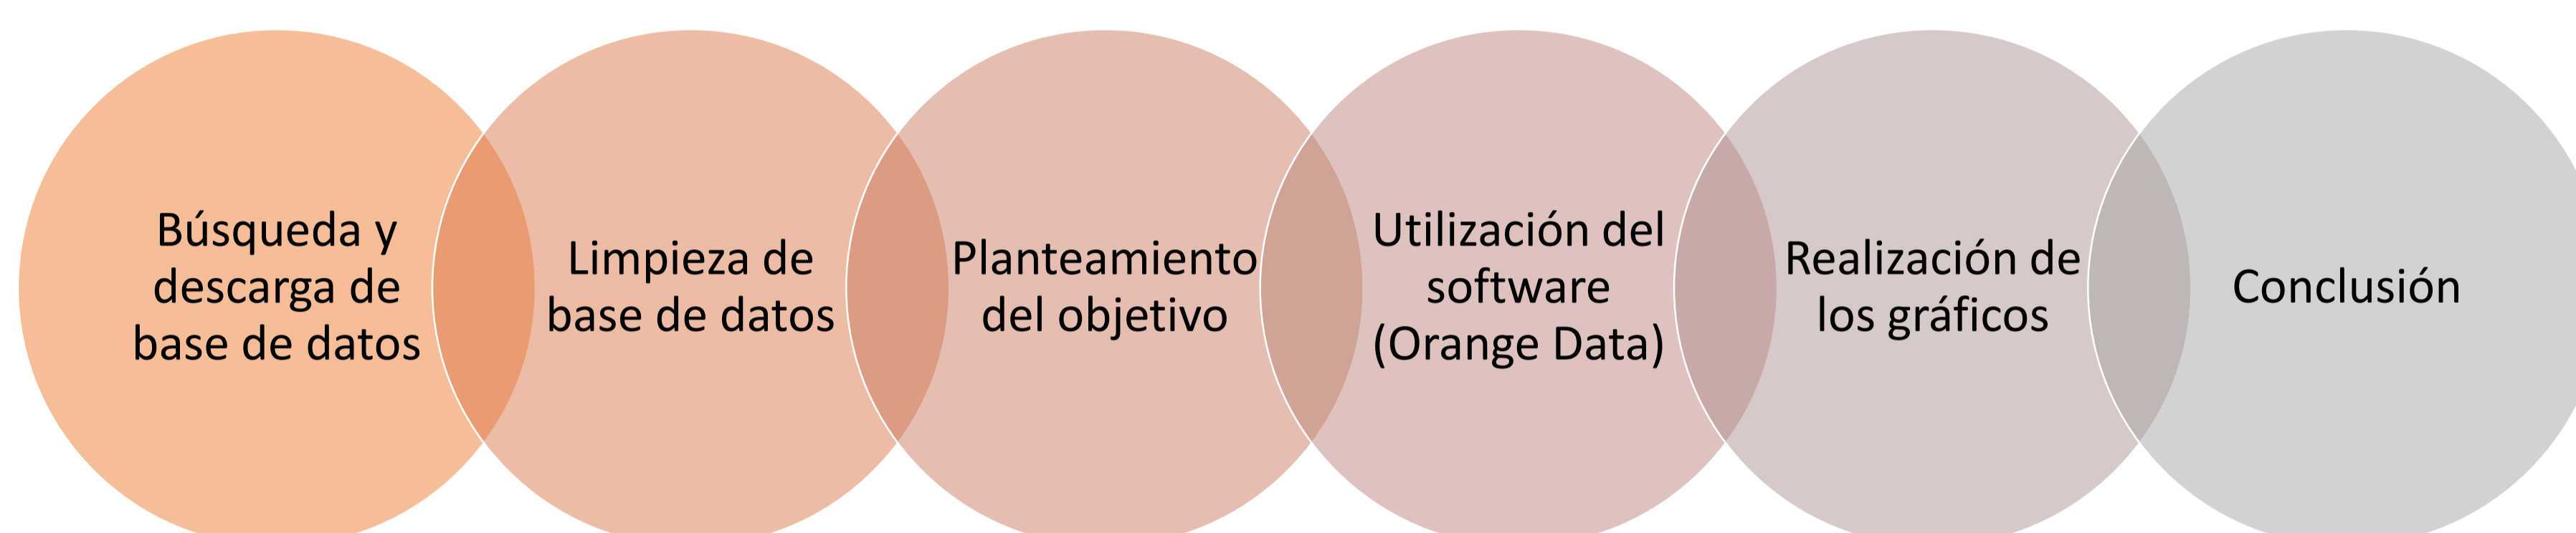 Búsqueda y
descarga de
base de datos
Limpieza de
base de datos
Planteamiento
del objetivo
Utilización del
software
(Orange Data)
Realización de
los gráficos
Conclusión